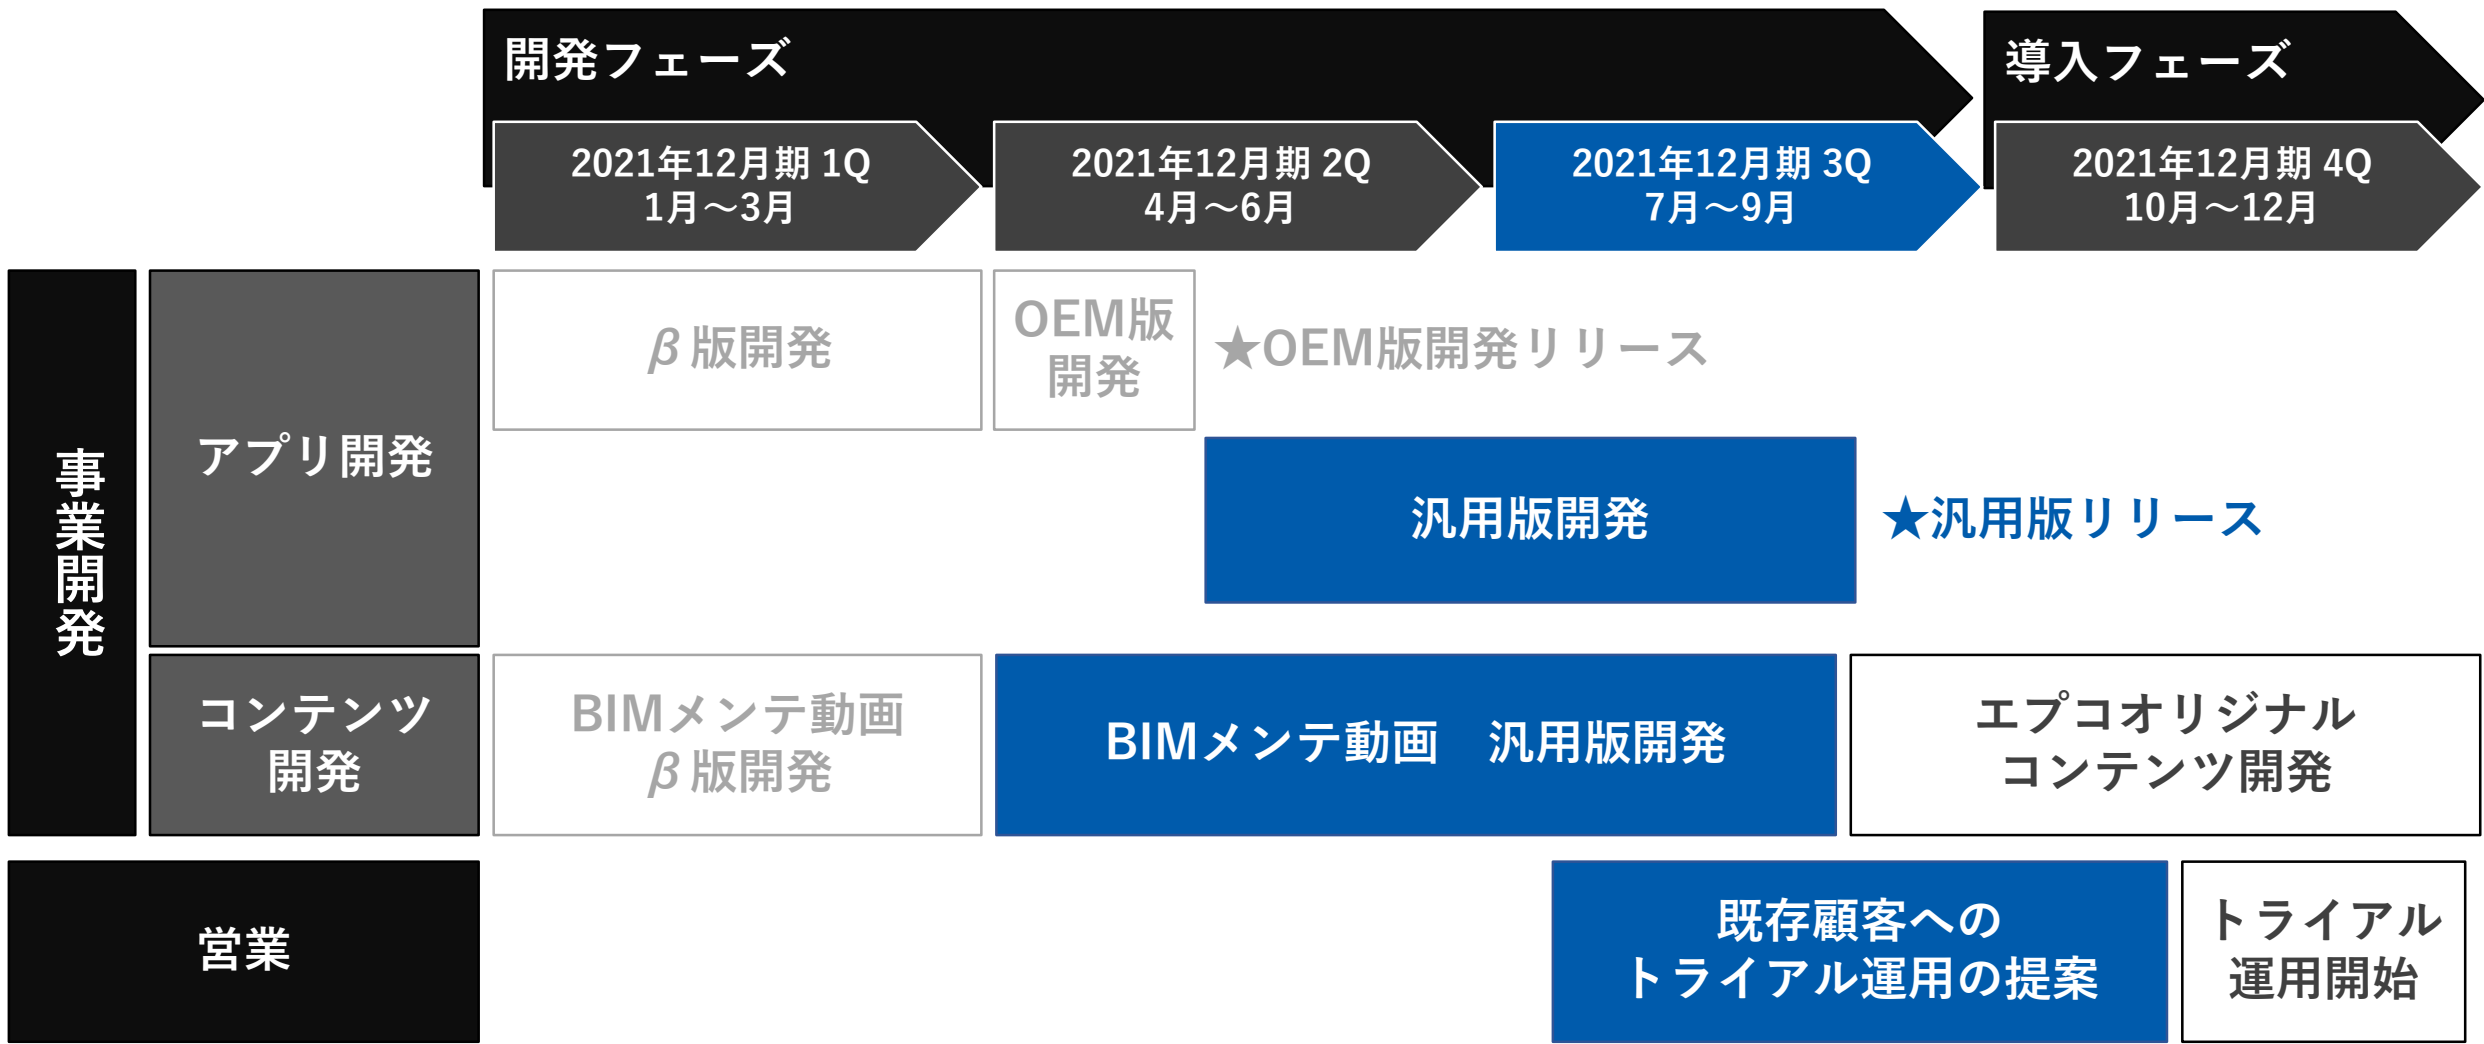 開発フェーズ
導入フェーズ
2021年12月期 1Q
1月～3月
2021年12月期 2Q
4月～6月
2021年12月期 3Q
7月～9月
2021年12月期 4Q
10月～12月
事業開発
アプリ開発
β版開発
OEM版
開発
★OEM版開発リリース
汎用版開発
★汎用版リリース
コンテンツ
開発
BIMメンテ動画
β版開発
BIMメンテ動画　汎用版開発
エプコオリジナル
コンテンツ開発
営業
既存顧客への
トライアル運用の提案
トライアル
運用開始